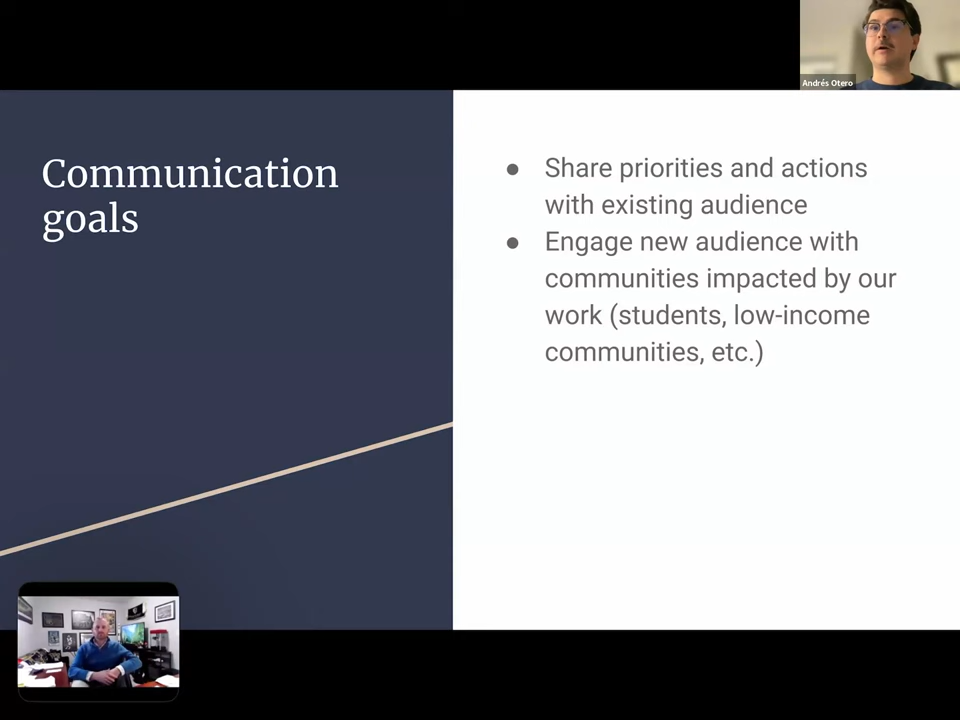 Andrés Otero
Communication
goals
● Share priorities and actions
with existing audience
● Engage new audience with
communities impacted by our
work (students, low-income
communities, etc.)